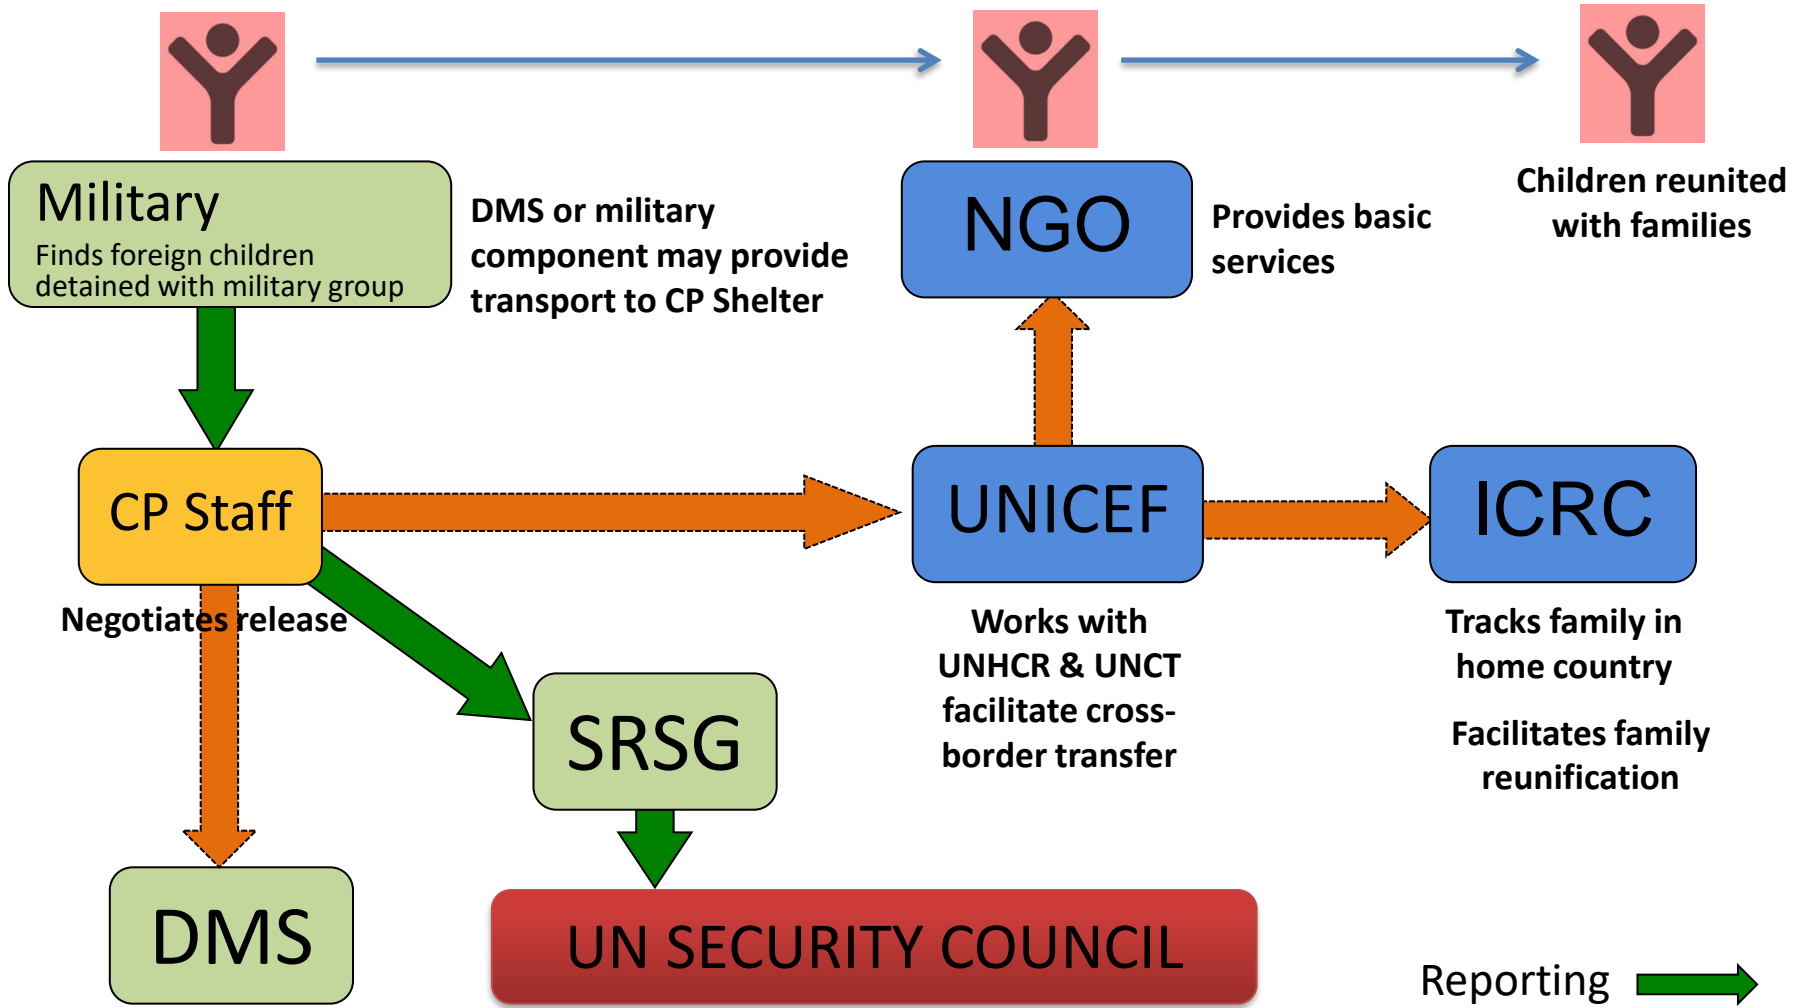 Military
Finds foreign children
detained with military group
DMS or military
component may provide
transport to CP Shelter
NGO
Provides basic
services
Children reunited
with families
CP Staff
Negotiates release
UNICEF
Works with
UNHCR & UNCT
facilitate cross-
border transfer
ICRC
Tracks family in
home country
Facilitates family
reunification
SRSG
DMS
UN SECURITY COUNCIL
Reporting